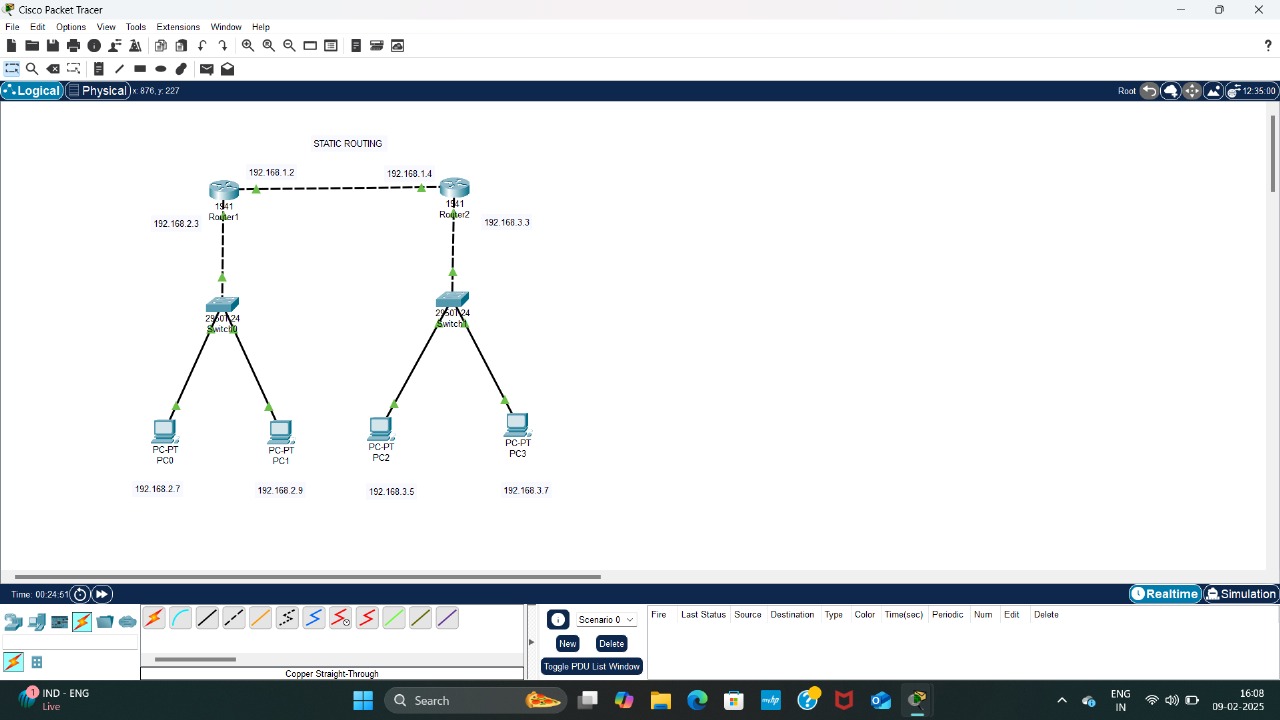 Cisco Packet Tracer
File Edit Options View Tools Extensions Window Help
?
Logical Physical x: 876, y: 227 Root 12:35:00
STATIC ROUTING
192.168.1.2 192.168.1.4
1941 1941
Router1 Router2
192.168.2.3 192.168.3.3
2950T-24
Switch0
PC-PT PC-PT PC-PT PC-PT
PC0 PC1 PC2 PC3
192.168.2.7 192.168.2.9 192.168.3.5 192.168.3.7
Time: 00:24:51 Realtime Simulation
Scenario 0
New Delete
Toggle PDU List Window
Fire Last Status Source Destination Type Color Time(sec) Periodic Num Edit Delete
Copper Straight-Through
1 IND - ENG
Live
Search
ENG
IN
16:08
09-02-2025